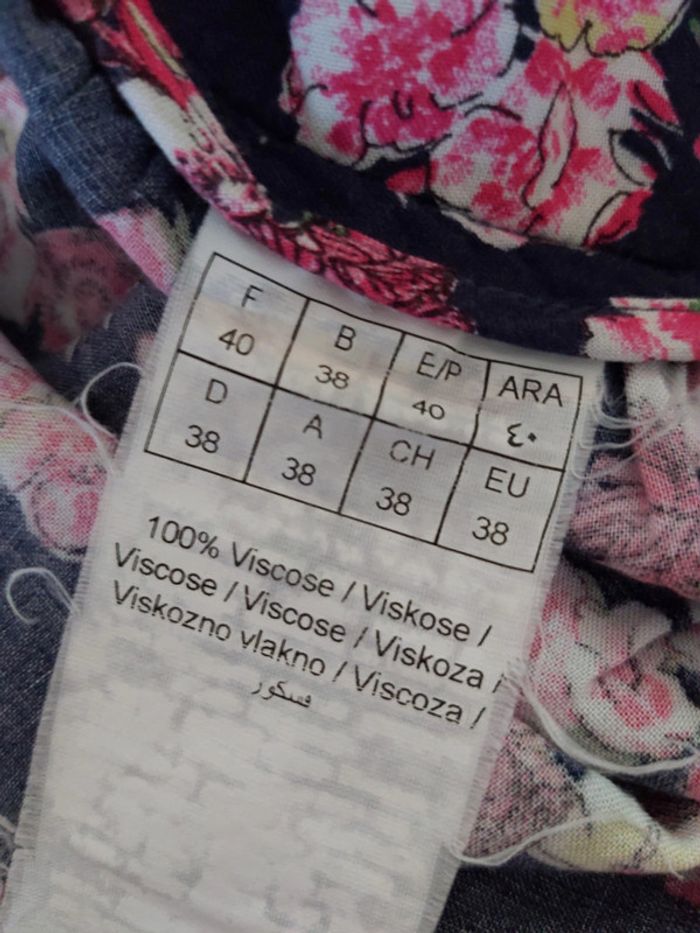 F B E/P ARA
40 38 40 ٤٠
D A CH EU
38 38 38 38
100% Viscose / Viskose /
Viscose / Viscose / Viskoza /
Viskozno vlakno / Viscoza /
فسكوز